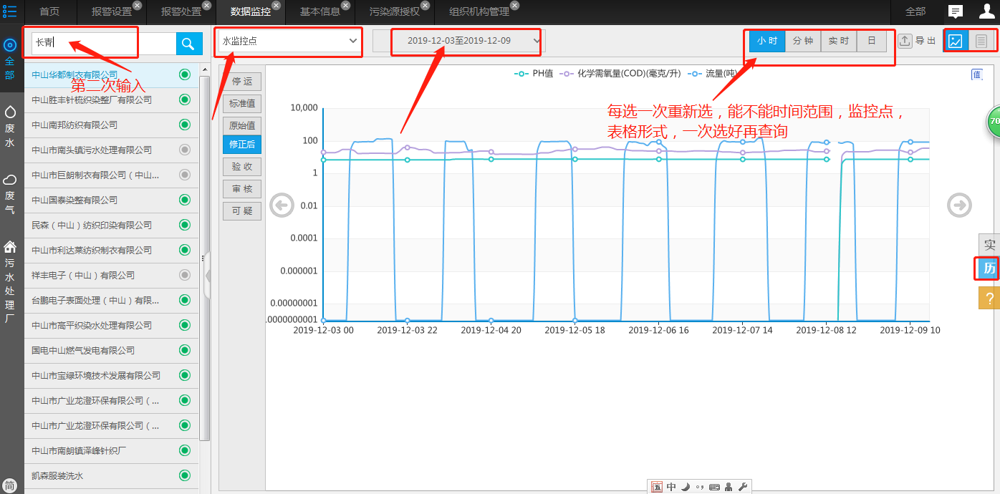 首页
报警设置
报警处置
数据监控
基本信息
污染源授权
组织机构管理
全部
全部
废水
废气
污水处理厂
简
长青
第二次输入
中山华都制衣有限公司
中山胜丰针梳织染整厂有限公司
中山南邦纺织有限公司
中山市南头镇污水处理有限公司
中山市巨朗制衣有限公司（中山...
中山国泰染整有限公司
民森（中山）纺织印染有限公司
中山市利达莱纺织制衣有限公司
祥丰电子（中山）有限公司
台鹏电子表面处理（中山）有限...
中山市高平织染水处理有限公司
国电中山燃气发电有限公司
中山市宝绿环境技术发展有限公司
中山市广业龙澄环保有限公司（...
中山市广业龙澄环保有限公司（...
中山市南朗镇泽峰针织厂
凯森服装洗水
水监控点
2019-12-03至2019-12-09
小时
分钟
实时
日
导出
停运
标准值
原始值
修正后
验收
审核
可疑
PH值
化学需氧量(COD)(毫克/升)
流量(吨)
值
每选一次重新选，能不能时间范围，监控点，
表格形式，一次选好再查询
10,000
100
1
0.01
0.0001
0.000001
0.00000001
.0000000001
2019-12-03 00
2019-12-03 22
2019-12-04 20
2019-12-05 18
2019-12-06 16
2019-12-07 14
2019-12-08 12
2019-12-09 10
70
实
历
?
五
中